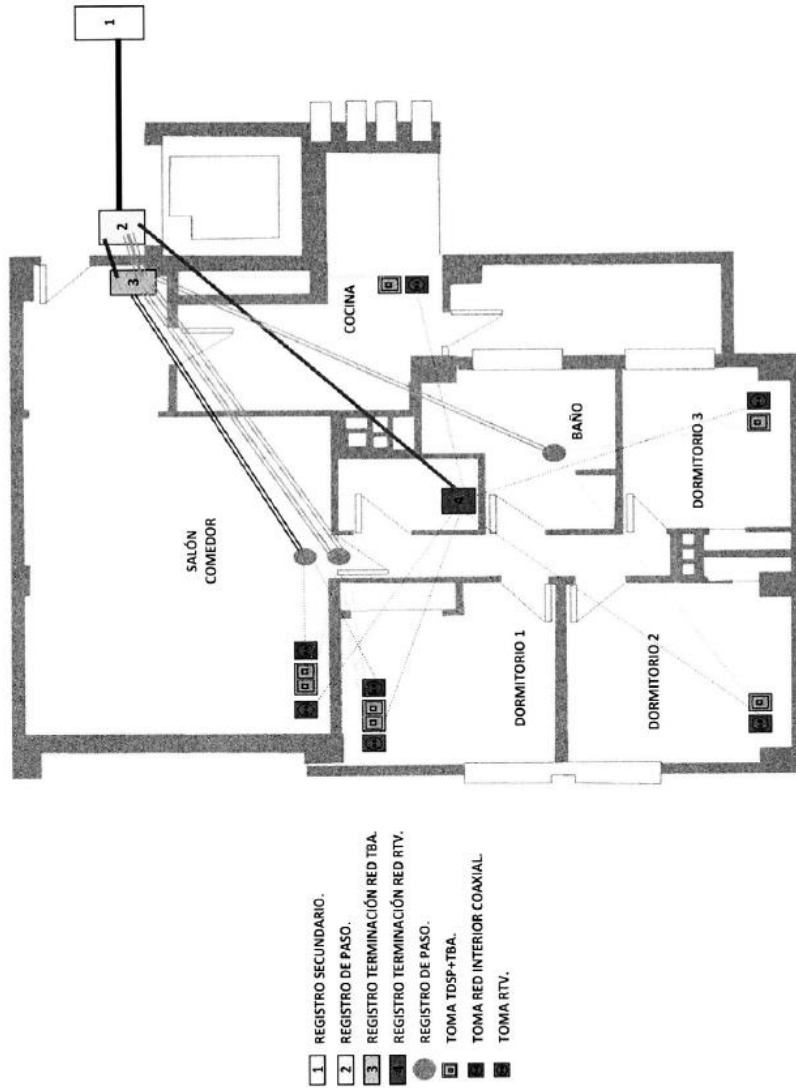 1
2
3
SALÓN
COMEDOR
COCINA
4
BAÑO
DORMITORIO 1
DORMITORIO 2
DORMITORIO 3
1 REGISTRO SECUNDARIO.
2 REGISTRO DE PASO.
3 REGISTRO TERMINACIÓN RED TBA.
4 REGISTRO TERMINACIÓN RED RTV.
REGISTRO DE PASO.
TOMA TDSP+TBA.
TOMA RED INTERIOR COAXIAL.
TOMA RTV.